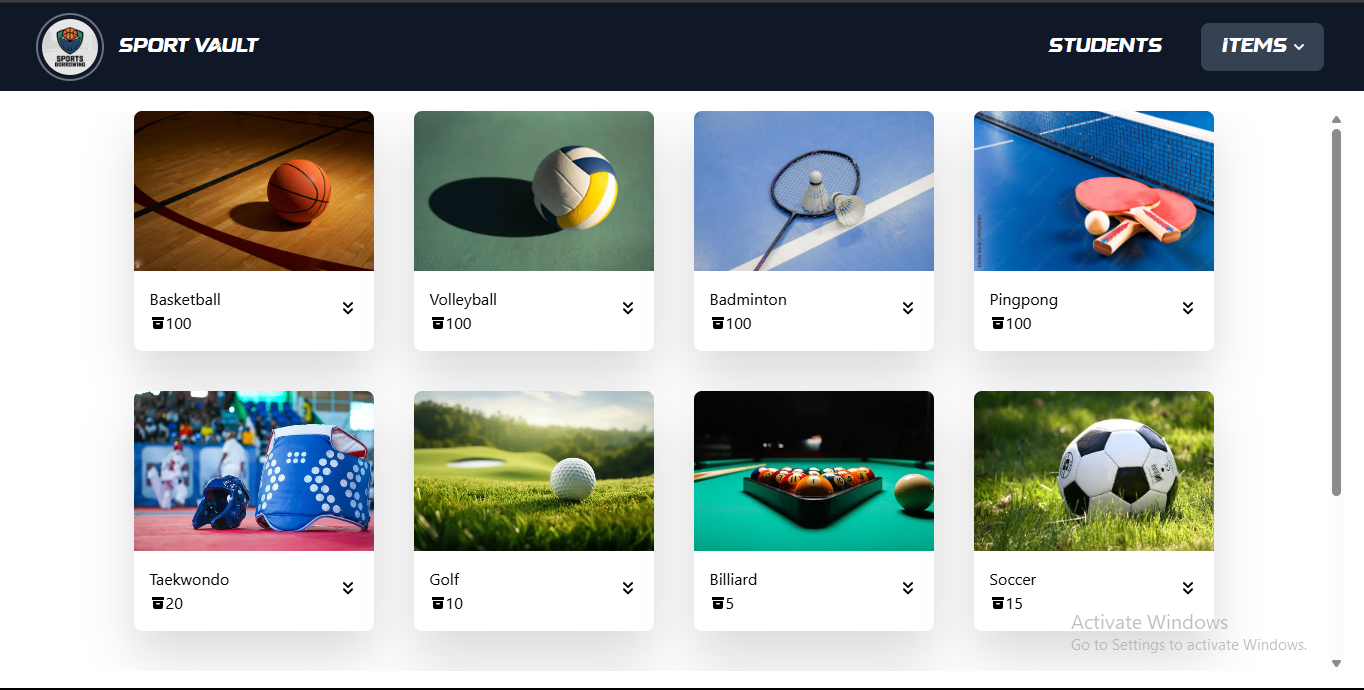 SPORTS
BORROWING
SPORT VAULT
STUDENTS
ITEMS
Basketball
100
Volleyball
100
Badminton
100
Pingpong
100
Taekwondo
20
Golf
10
Billiard
5
Soccer
15
Activate Windows
Go to Settings to activate Windows.